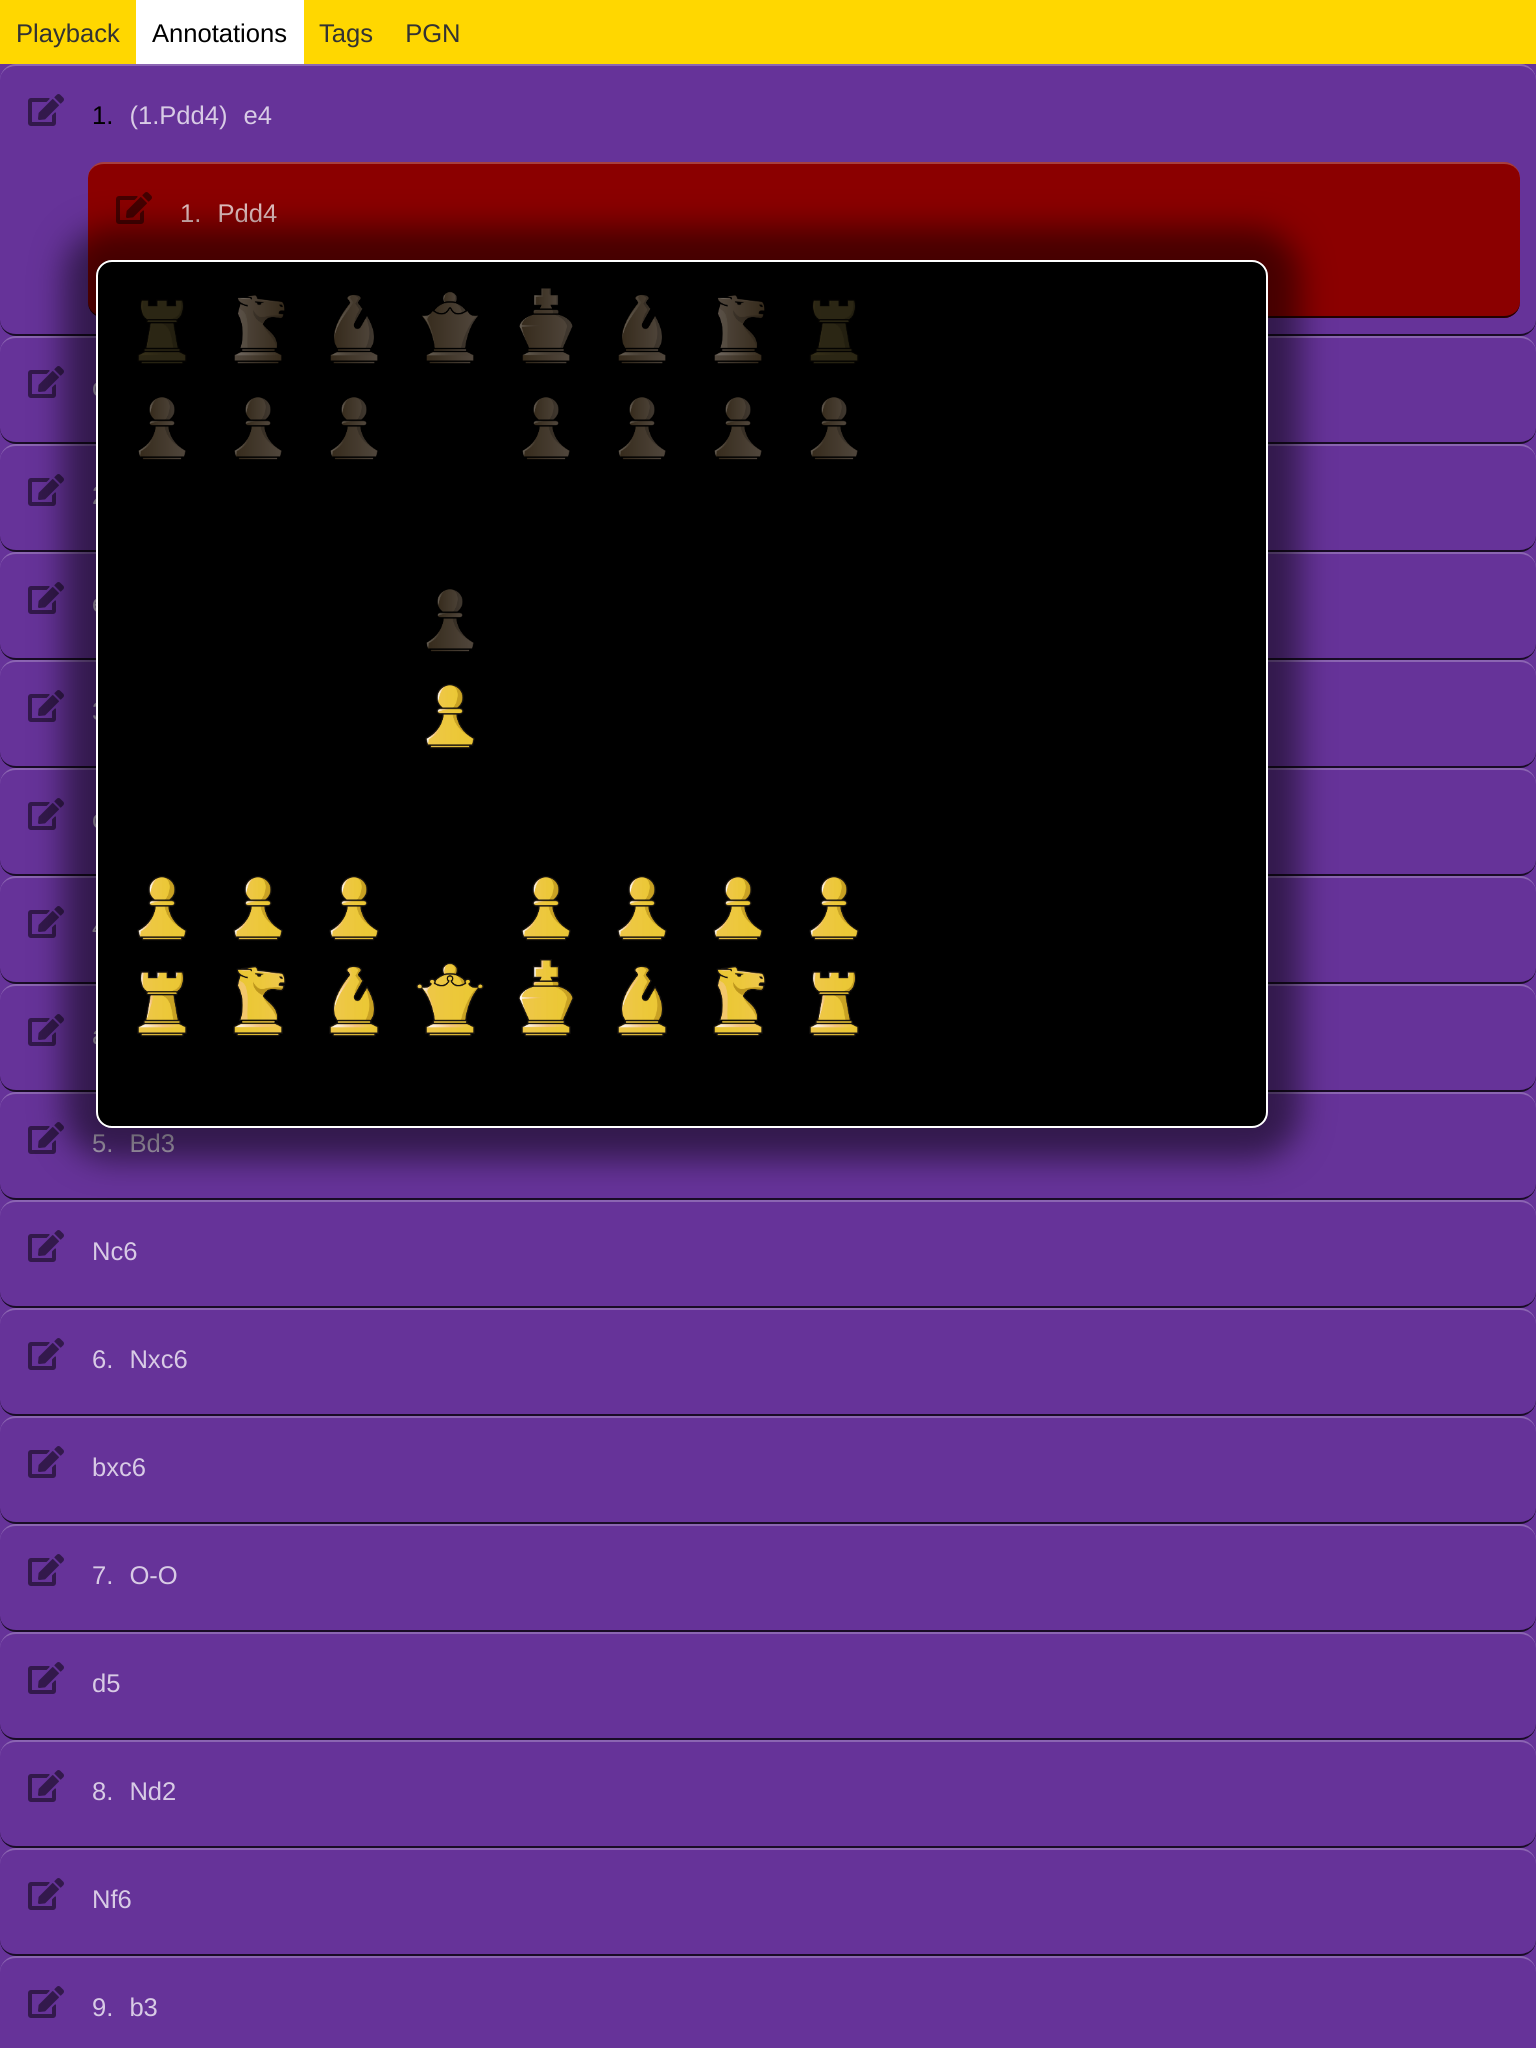 Playback Annotations Tags PGN
1. (1.Pdd4) e4
1. Pdd4
5. Bd3
Nc6
6. Nxc6
bxc6
7. O-O
d5
8. Nd2
Nf6
9. b3